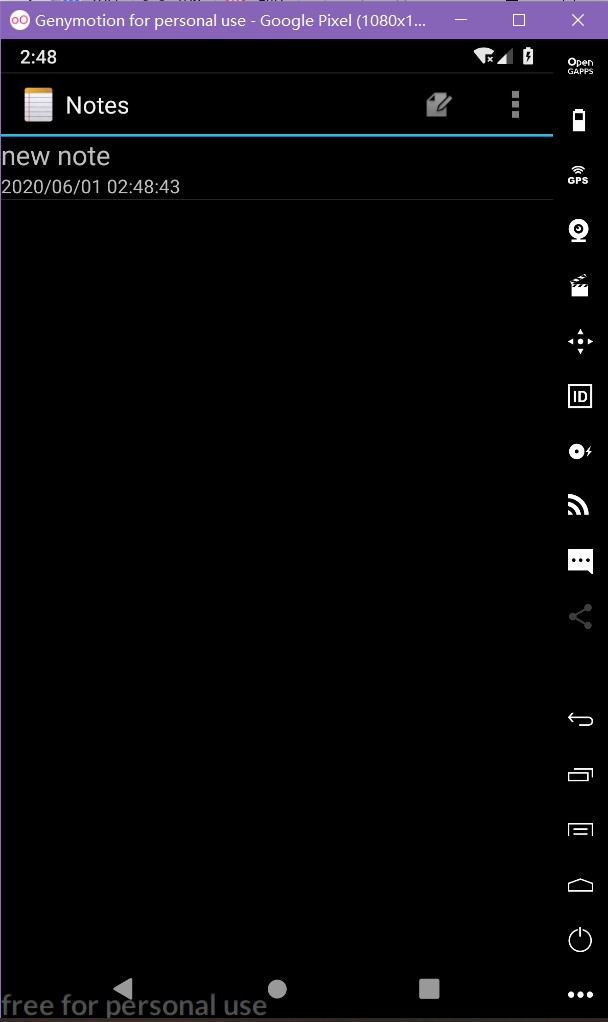 Genymotion for personal use - Google Pixel (1080x1...
2:48
Open
GAPPS
Notes
new note
2020/06/01 02:48:43
GPS
ID
free for personal use